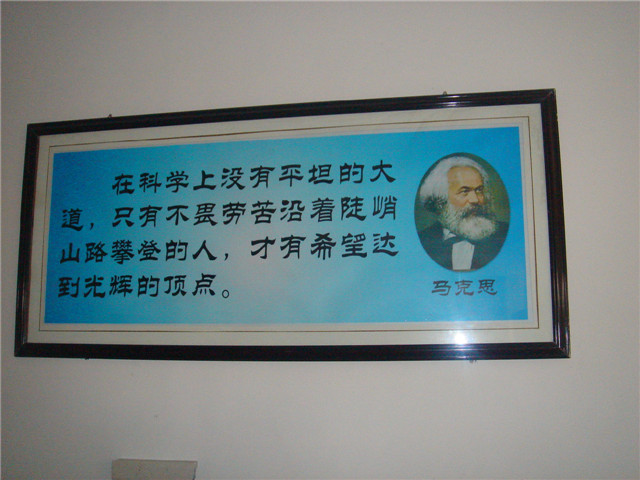 在科学上没有平坦的大
道，只有不畏劳苦沿着陡峭
山路攀登的人，才有希望达
到光辉的顶点。
马克思